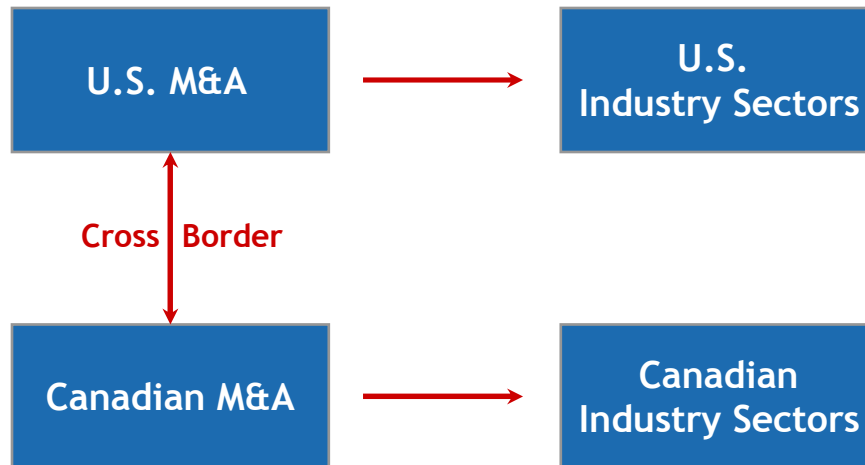 U.S. M&A
U.S.
Industry Sectors
Cross Border
Canadian M&A
Canadian
Industry Sectors